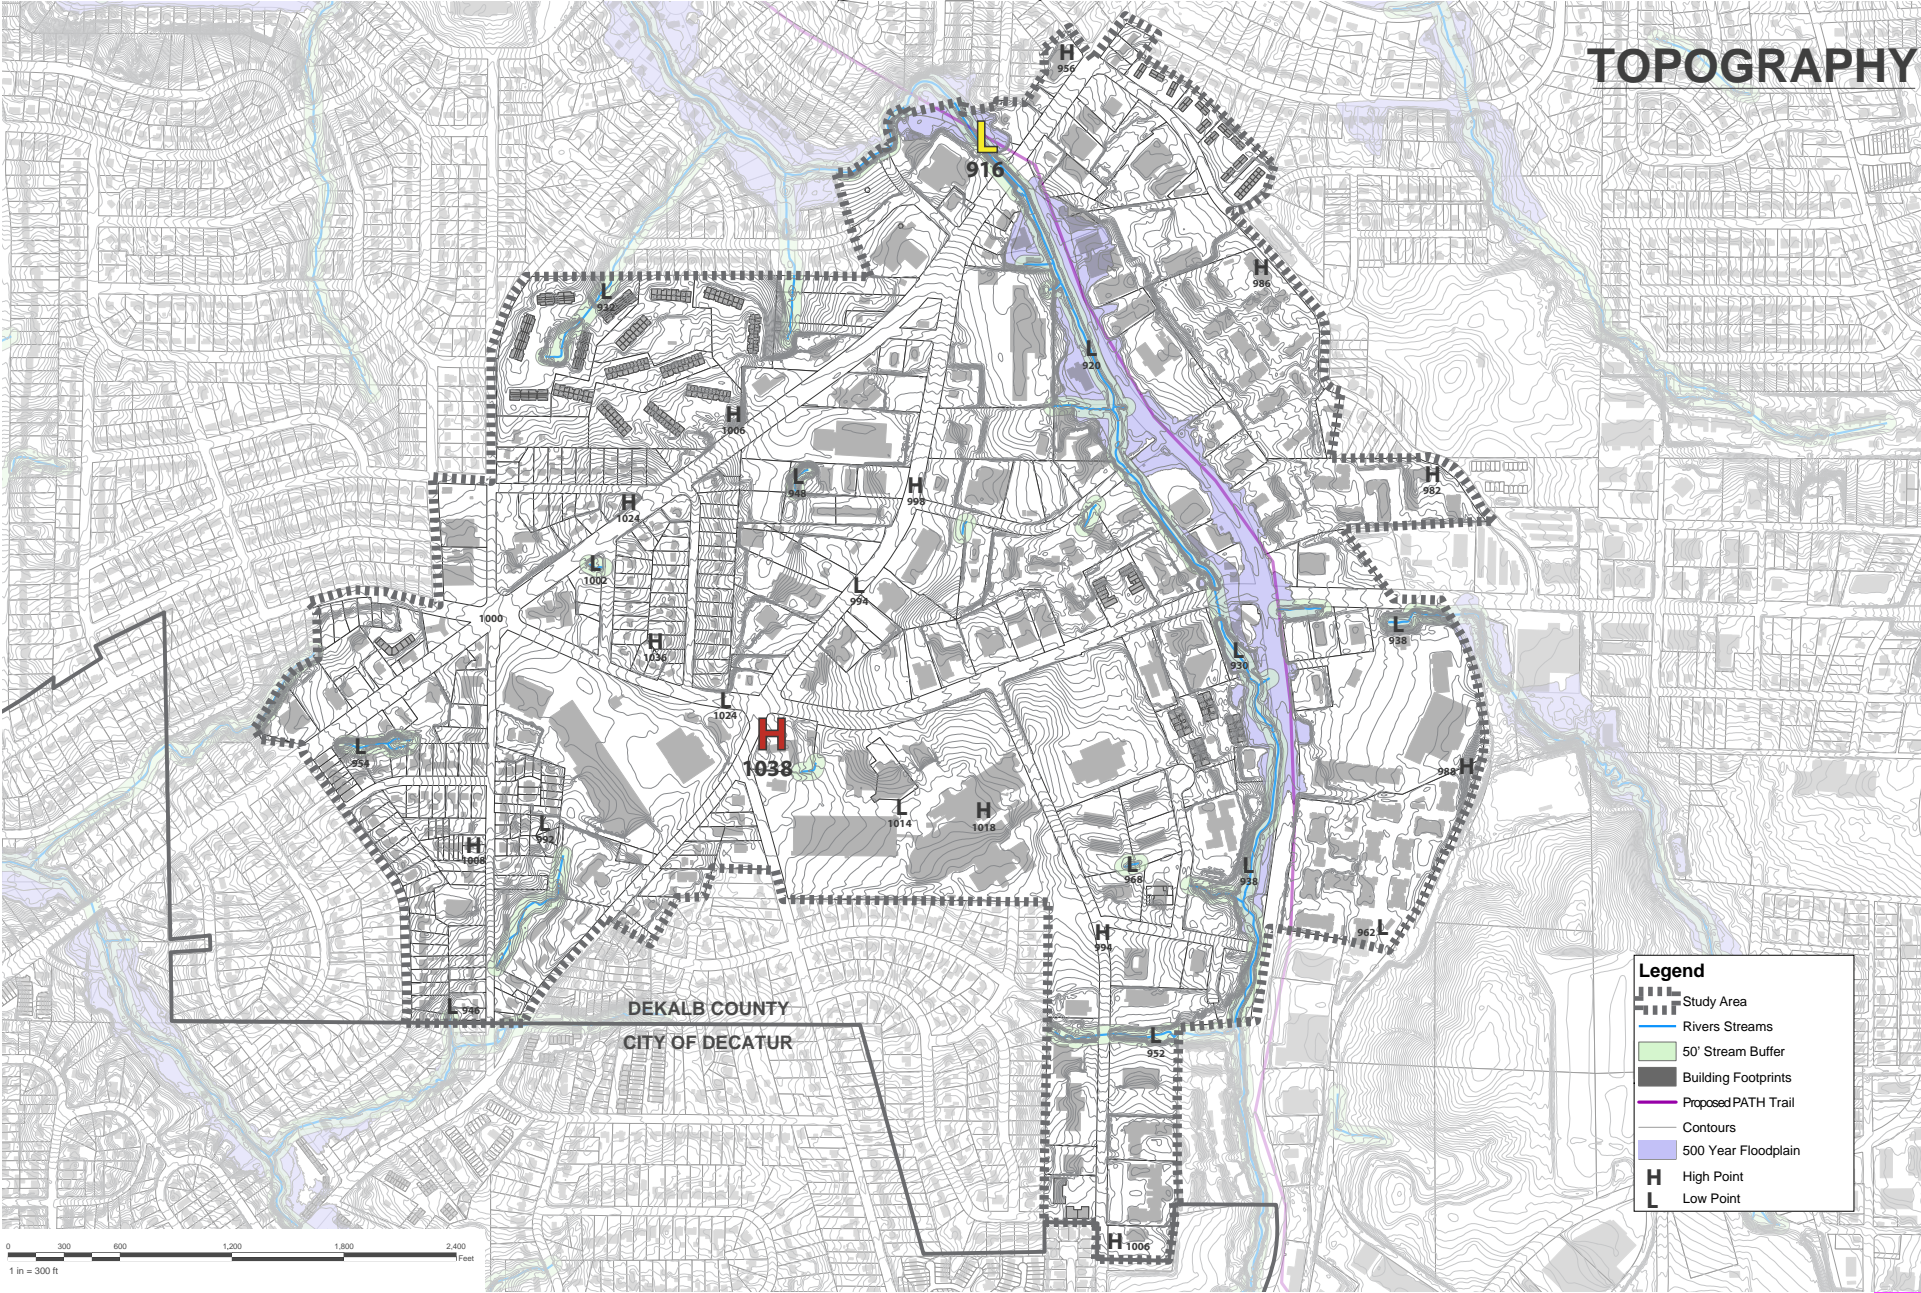 TOPOGRAPHY
H
956
L
916
H
986
L
932
L
920
H
1006
H
982
L
948
H
998
H
1024
L
1002
L
994
1000
H
1036
L
938
L
930
L
1024
H
1038
L
954
988 H
L
1014
H
1018
L
992
H
1008
L
968
L
938
H
994
962 L
L 946
DEKALB COUNTY
CITY OF DECATUR
L
952
H 1006
Legend
Study Area
Rivers Streams
50' Stream Buffer
Building Footprints
Proposed PATH Trail
Contours
500 Year Floodplain
H High Point
L Low Point
0 300 600 1,200 1,800 2,400
Feet
1 in = 300 ft